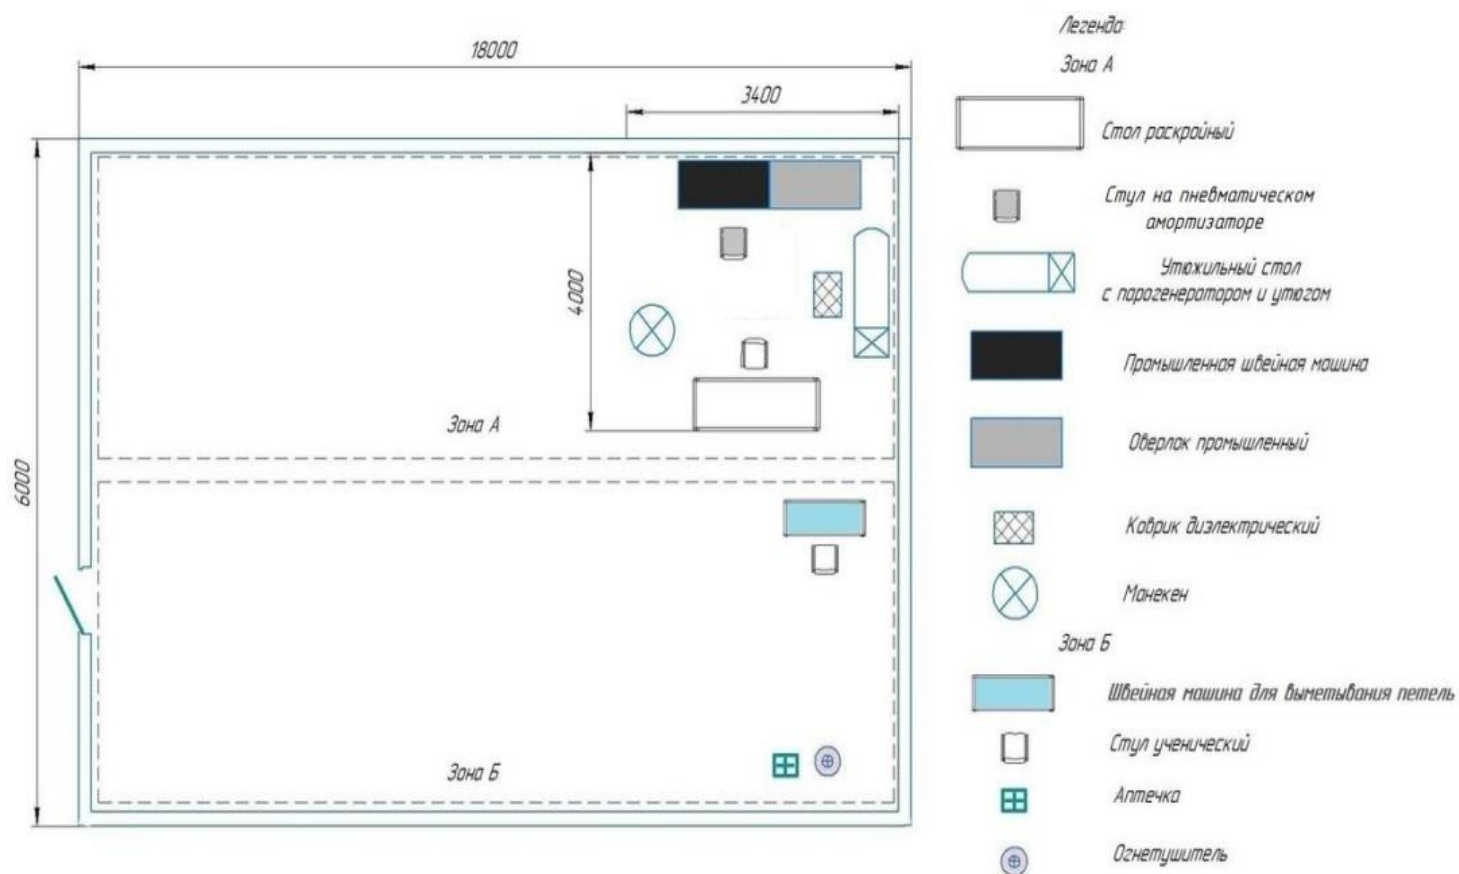 Легенда:
Зона А
18000
3400
Стол раскройный
Стул на пневматическом
амортизаторе
4000
Утюжильный стол
с парогенератором и утюгом
Промышленная швейная машина
Зона А
Оверлок промышленный
6000
Коврик диэлектрический
Манекен
Зона Б
Швейная машина для выметывания петель
Стул ученический
Зона Б
Аптечка
Огнетушитель